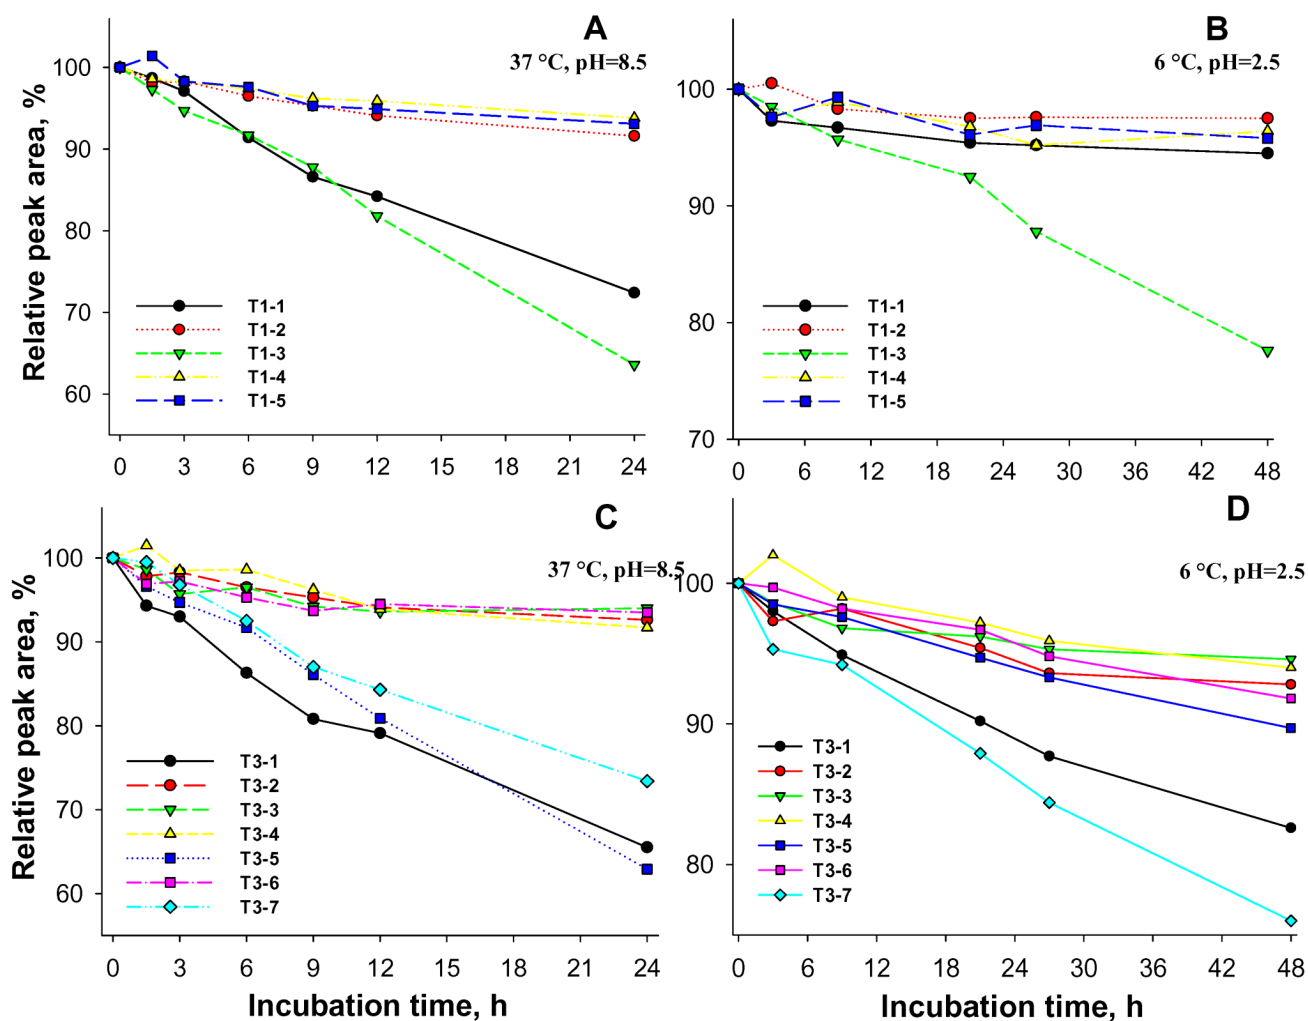 A
37 °C, pH=8.5
Relative peak area, %
100
90
80
70
60
T1-1
T1-2
T1-3
T1-4
T1-5
0 3 6 9 12 15 18 21 24
B
6 °C, pH=2.5
100
90
80
70
T1-1
T1-2
T1-3
T1-4
T1-5
0 6 12 18 24 30 36 42 48
C
37 °C, pH=8.5
Relative peak area, %
100
90
80
70
60
T3-1
T3-2
T3-3
T3-4
T3-5
T3-6
T3-7
0 3 6 9 12 15 18 21 24
Incubation time, h
D
6 °C, pH=2.5
100
90
80
T3-1
T3-2
T3-3
T3-4
T3-5
T3-6
T3-7
0 6 12 18 24 30 36 42 48
Incubation time, h